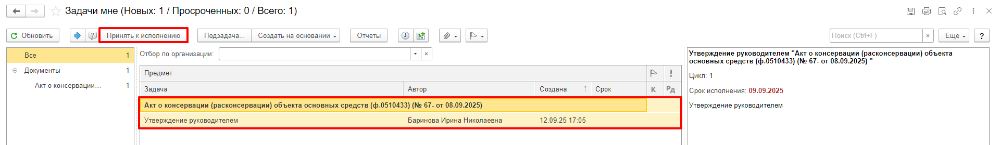 Задачи мне (Новых: 1 / Просроченных: 0 / Всего: 1)
Обновить
Принять к исполнению
Подзадача...
Создать на основании
Отчеты
Поиск (Ctrl+F)
×
Еще
?
Все 1
Документы 1
Акт о консервации... 1
Отбор по организации:
Предмет
Задача Автор Создана ↑ Срок К Рд
Акт о консервации (расконсервации) объекта основных средств (ф.0510433) (№ 67- от 08.09.2025)
Утверждение руководителем Баринова Ирина Николаевна 12.09.25 17:05
Утверждение руководителем "Акт о консервации (расконсервации) объекта
основных средств (ф.0510433) (№ 67- от 08.09.2025) "
Цикл: 1
Срок исполнения: 09.09.2025
Утверждение руководителем